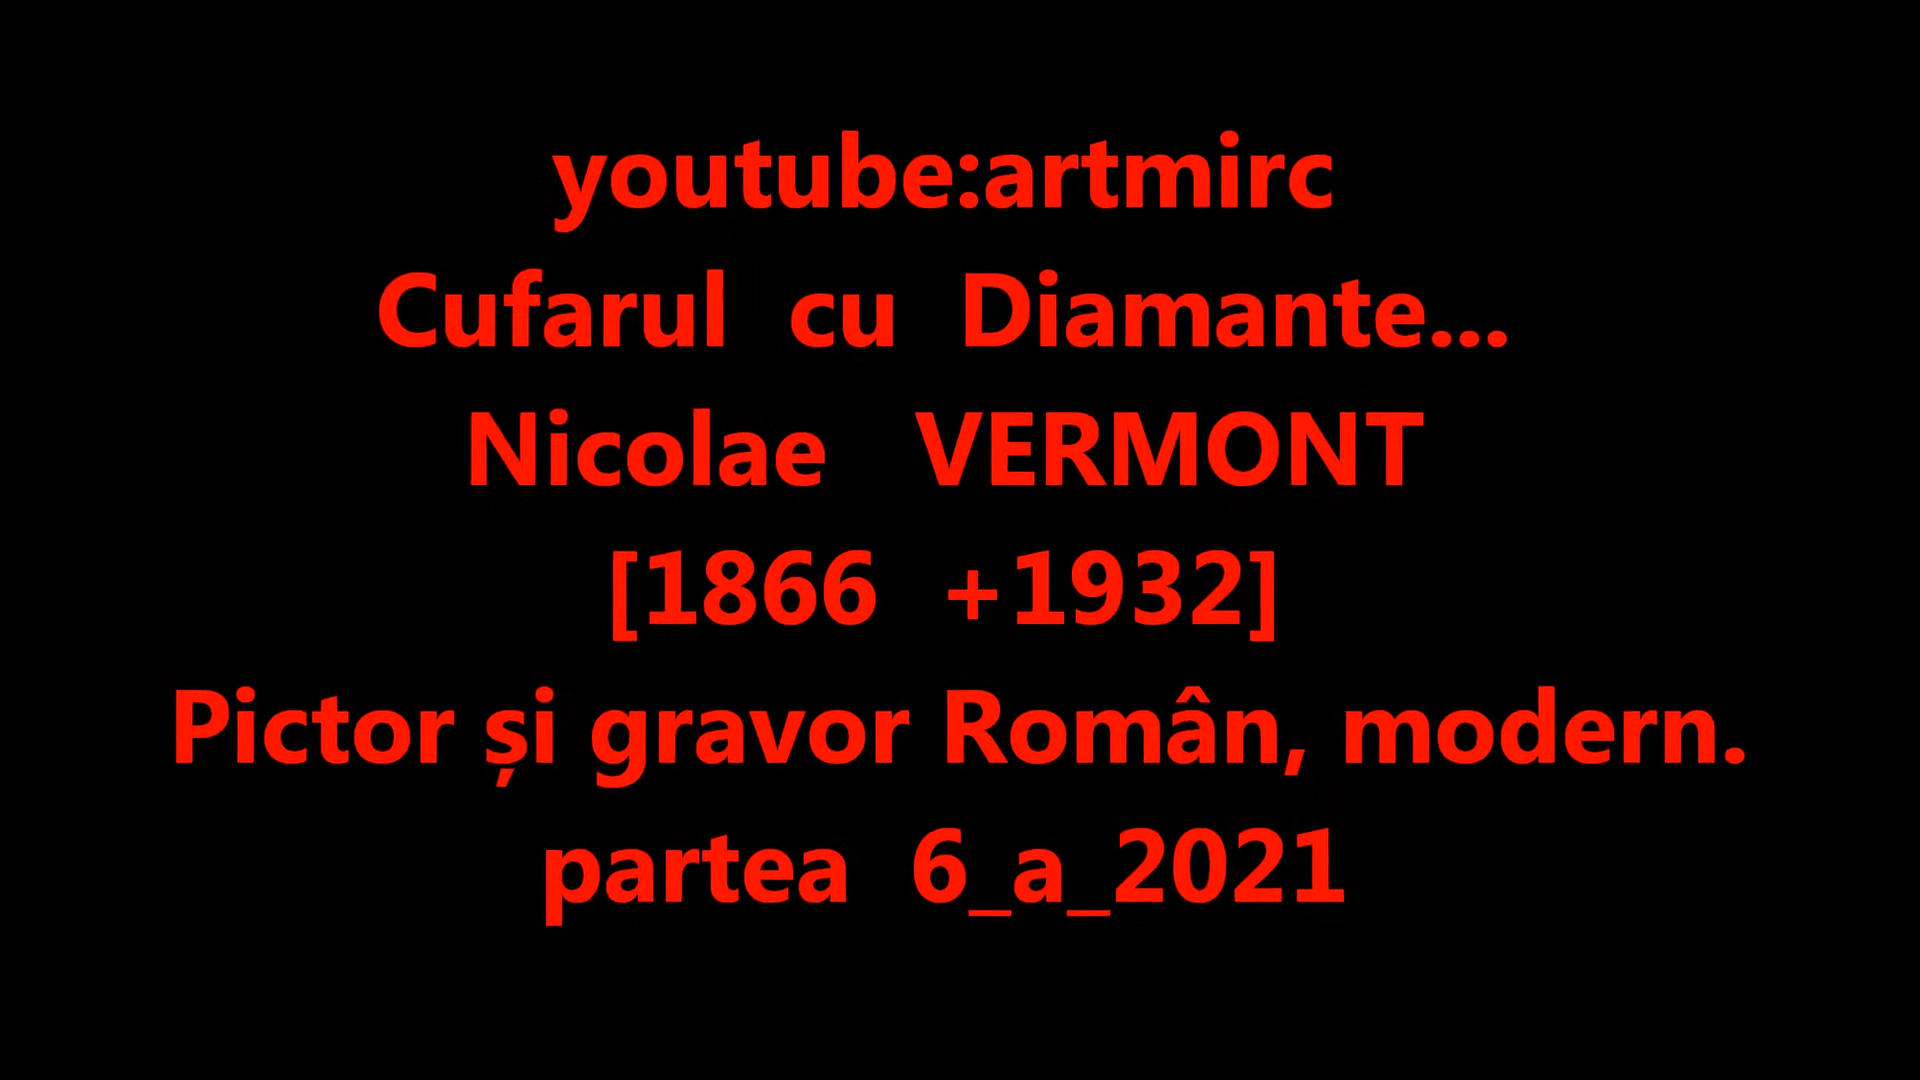 youtube:artmirc
Cufarul cu Diamante...
Nicolae VERMONT
[1866 +1932]
Pictor și gravor Român, modern.
partea 6_a_2021